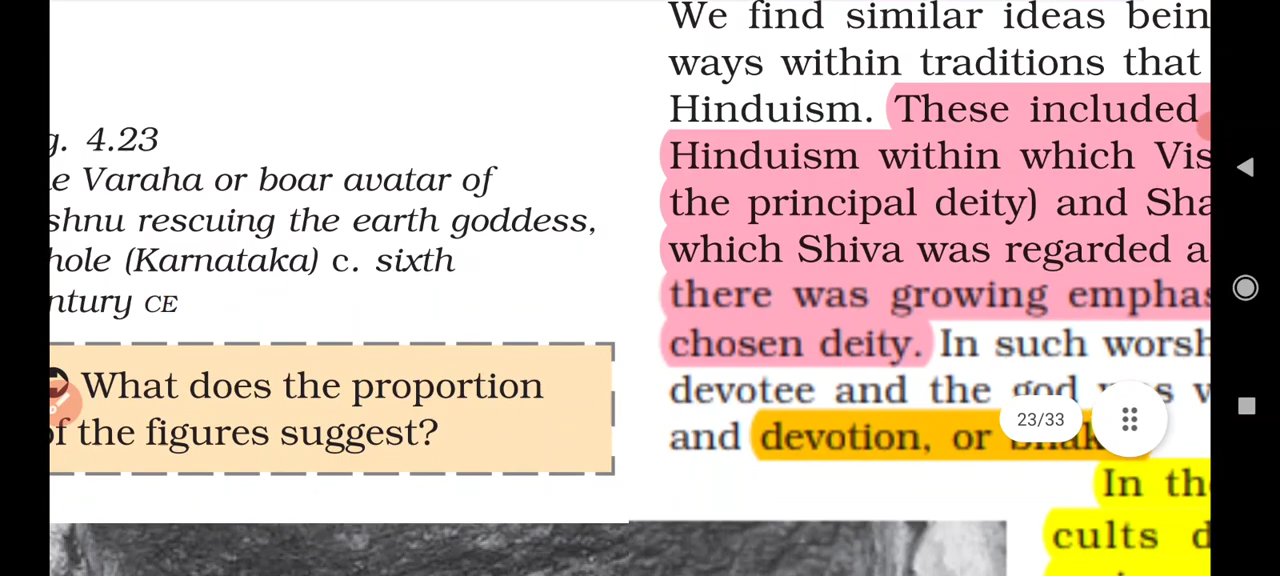 g. 4.23
e Varaha or boar avatar of
shnu rescuing the earth goddess,
hole (Karnataka) c. sixth
ntury CE
What does the proportion
of the figures suggest?
We find similar ideas bein
ways within traditions that
Hinduism. These included
Hinduism within which Vis
the principal deity) and Sha
which Shiva was regarded a
there was growing emphas
chosen deity. In such worsh
devotee and the god
and devotion, or
23/33
In th
cults d